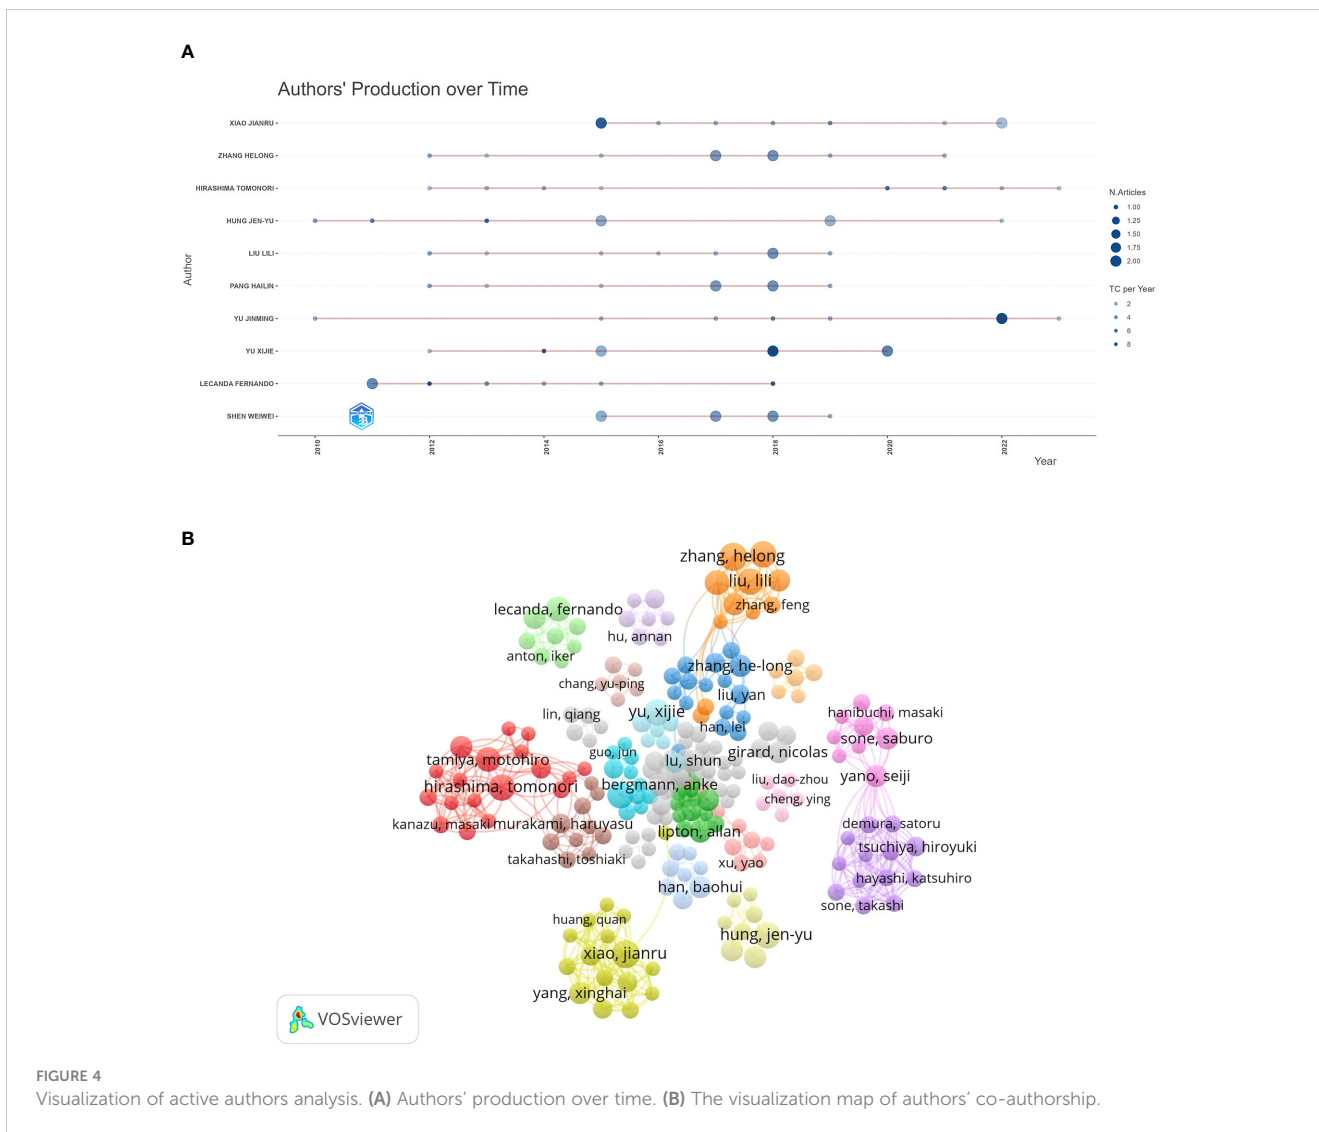 A
Authors' Production over Time
XIAO JIANRU
ZHANG HELONG
HIRASHIMA TOMONORI
HUNG JEN-YU
LIU LILI
PANG HAILIN
YU JINMING
YU XIJIE
LECANDA FERNANDO
SHEN WEIWEI
Author
2010
2012
2014
2016
2018
2020
2022
Year
N.Articles
1.00
1.25
1.50
1.75
2.00
TC per Year
2
4
6
8
B
zhang, helong
liu, lili
zhang, feng
lecanda, fernando
hu, annan
anton, iker
zhang, he-long
chang, yu-ping
liu, yan
lin, qiang
yu, xijie
han, lei
hanibuchi, masaki
sone, saburo
guo, jun
girard, nicolas
tamiya, motohiro
lu, shun
yano, seiji
liu, dao-zhou
hirashima, tomonori
bergmann, anke
cheng, ying
kanazu, masaki
murakami, haruyasu
lipton, allan
demura, satoru
tsuchiya, hiroyuki
takahashi, toshiaki
xu, yao
hayashi, katsuhiro
han, baohui
sone, takashi
huang, quan
hung, jen-yu
xiao, jianru
yang, xinghai
VOSviewer
FIGURE 4
Visualization of active authors analysis. (A) Authors' production over time. (B) The visualization map of authors' co-authorship.